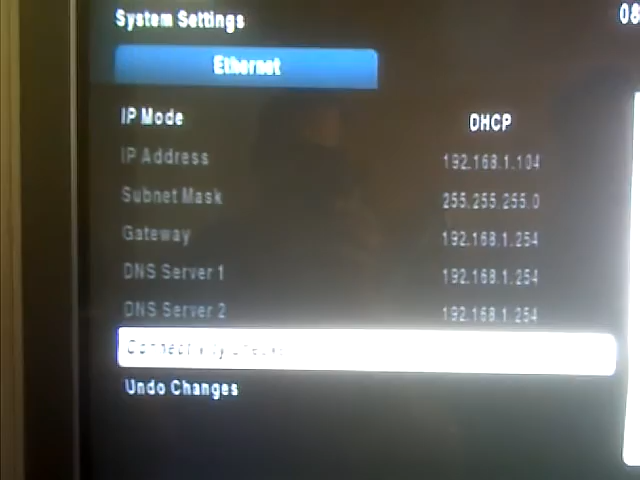 System Settings
08
Ethernet
IP Mode DHCP
IP Address 192.168.1.104
Subnet Mask 255.255.255.0
Gateway 192.168.1.254
DNS Server 1 192.168.1.254
DNS Server 2 192.168.1.254
Undo Changes